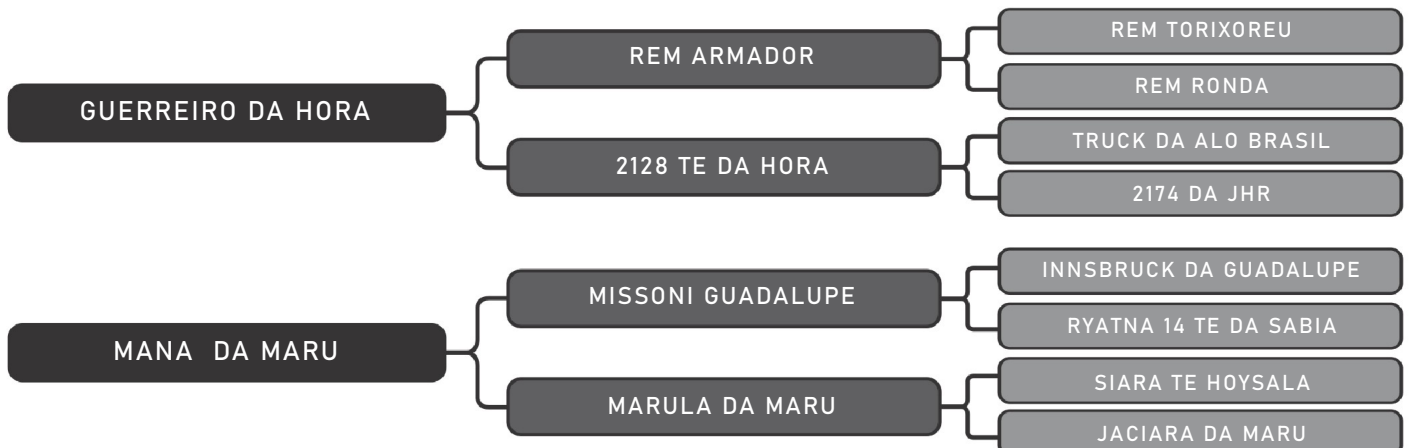 REM TORIXOREU
REM ARMADOR
REM RONDA
GUERREIRO DA HORA
TRUCK DA ALO BRASIL
2128 TE DA HORA
2174 DA JHR
INNSBRUCK DA GUADALUPE
MISSONI GUADALUPE
RYATNA 14 TE DA SABIA
MANA DA MARU
SIARA TE HOYSALA
MARULA DA MARU
JACIARA DA MARU